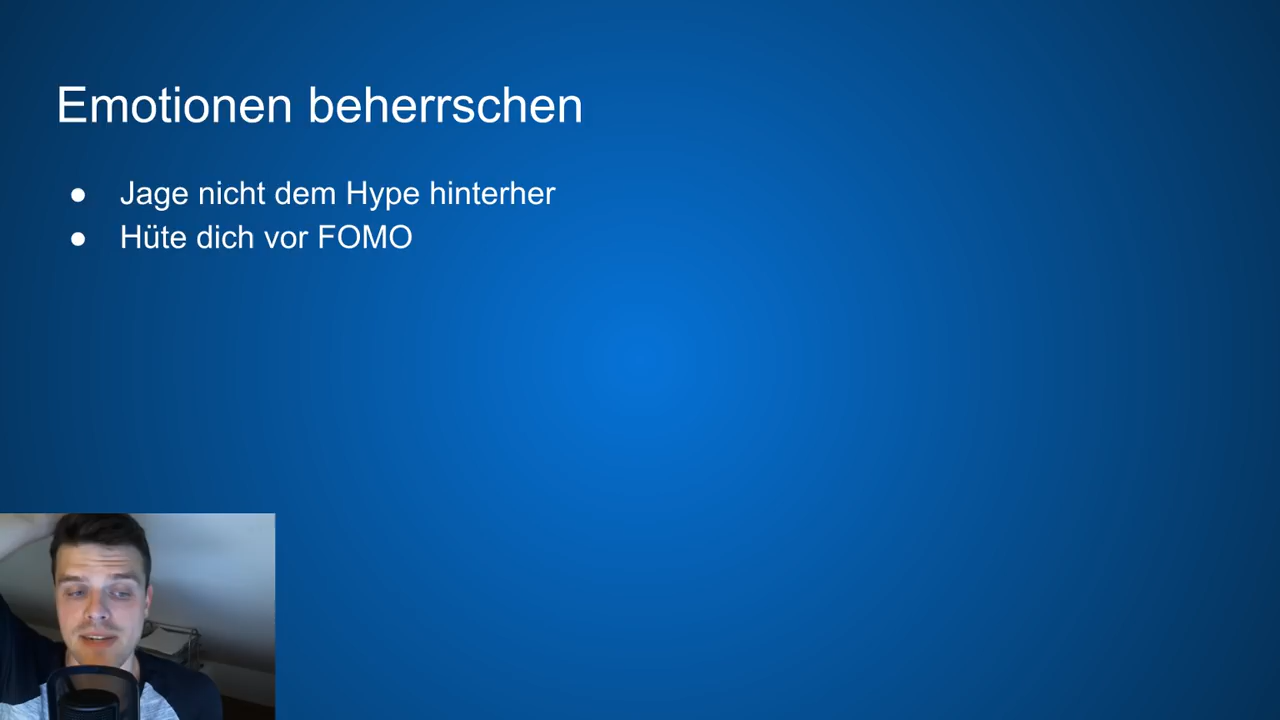 Emotionen beherrschen
● Jage nicht dem Hype hinterher
● Hüte dich vor FOMO